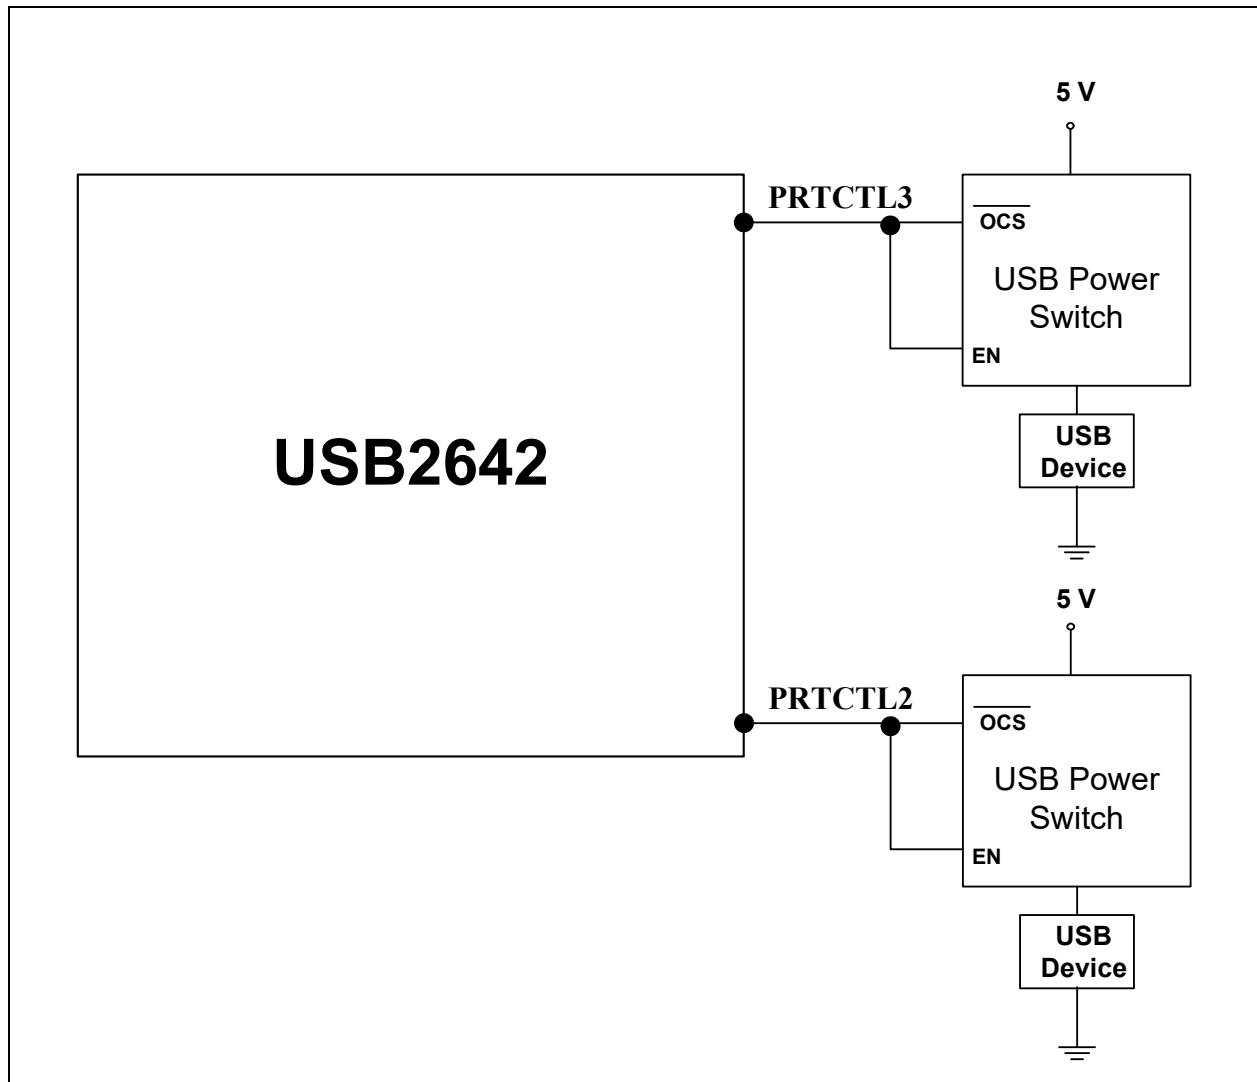 5 V
PRTCTL3
OCS
USB Power
Switch
EN
USB
Device
USB2642
5 V
PRTCTL2
OCS
USB Power
Switch
EN
USB
Device